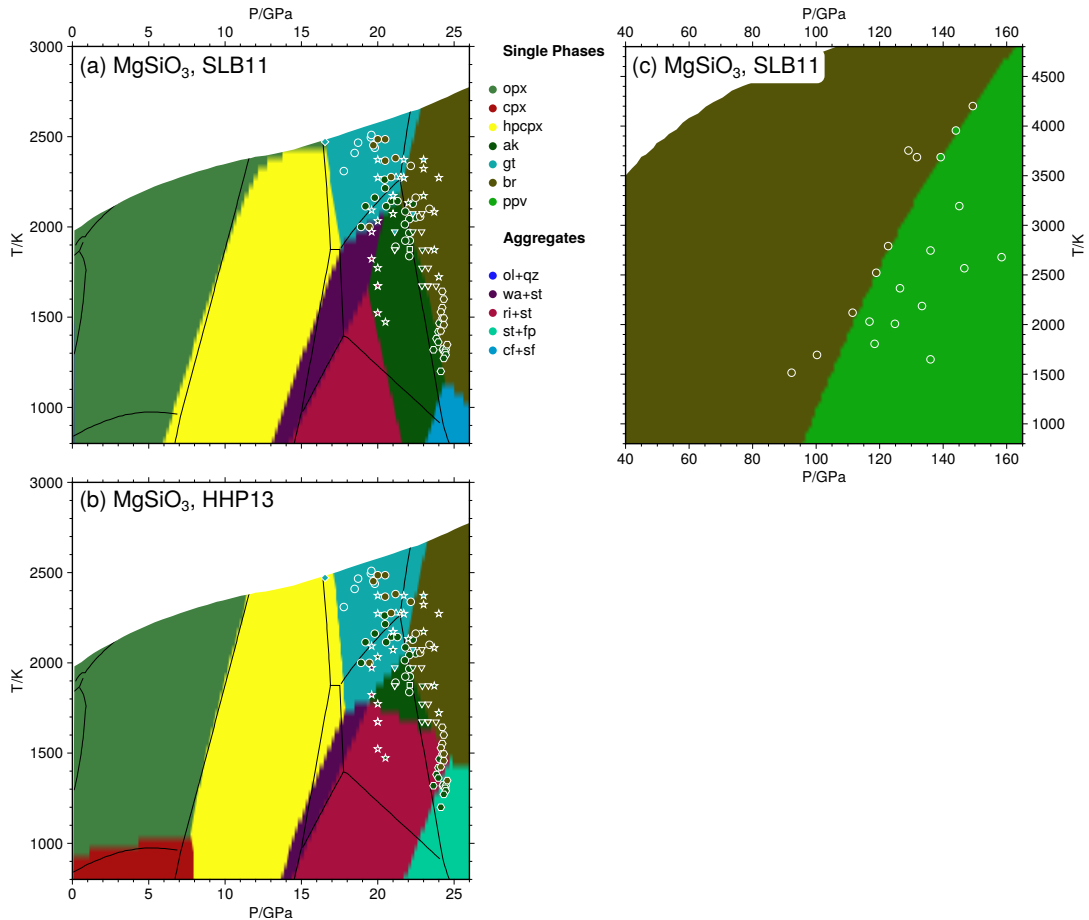 P/GPa
0 5 10 15 20 25
3000
2500
2000
1500
1000
T/K
(a) MgSiO₃, SLB11
Single Phases
opx
cpx
hpcpx
ak
gt
br
ppv
Aggregates
ol+qz
wa+st
ri+st
st+fp
cf+sf
P/GPa
40 60 80 100 120 140 160
(c) MgSiO₃, SLB11
4500
4000
3500
3000
2500
2000
1500
1000
T/K
40 60 80 100 120 140 160
P/GPa
3000
2500
2000
1500
1000
T/K
(b) MgSiO₃, HHP13
0 5 10 15 20 25
P/GPa